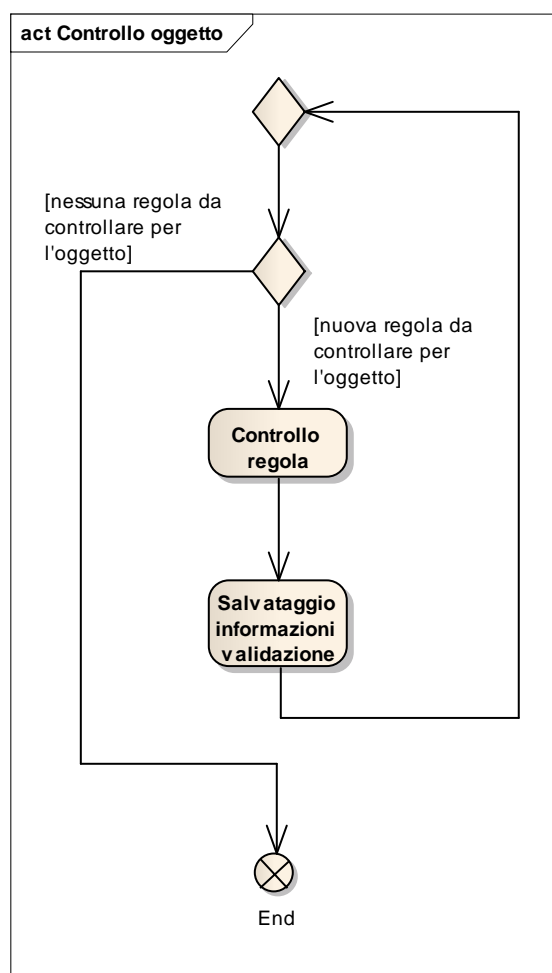 act Controllo oggetto
[nessuna regola da
controllare per
l'oggetto]
[nuova regola da
controllare per
l'oggetto]
Controllo
regola
Salvataggio
informazioni
validazione
End